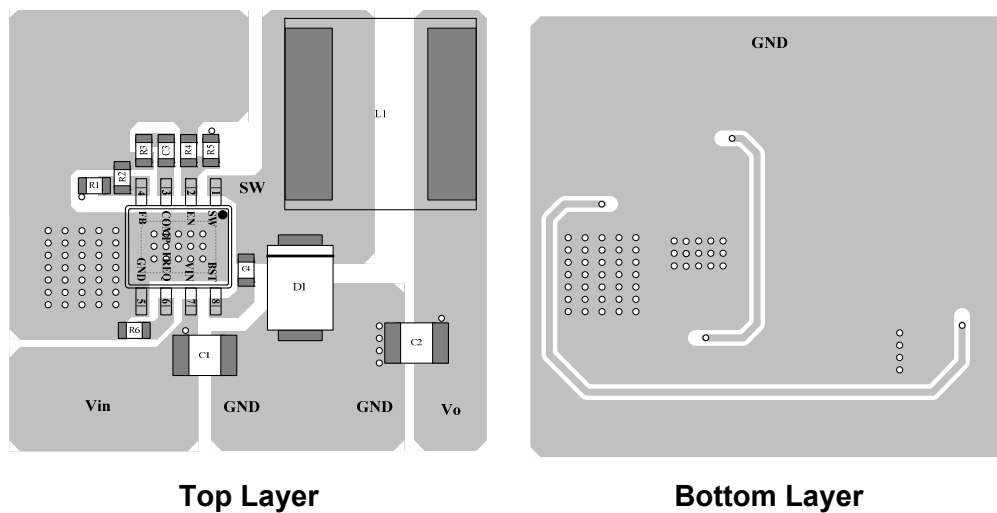 GND
L1
R3
C3
R4
R5
R1
R2
4
3
2
1
SW
FB
COMP
EN
SW
GND
FREQ
VIN
BST
C4
D1
5
6
7
8
R6
C1
C2
Vin
GND
GND
Vo
Top Layer
Bottom Layer